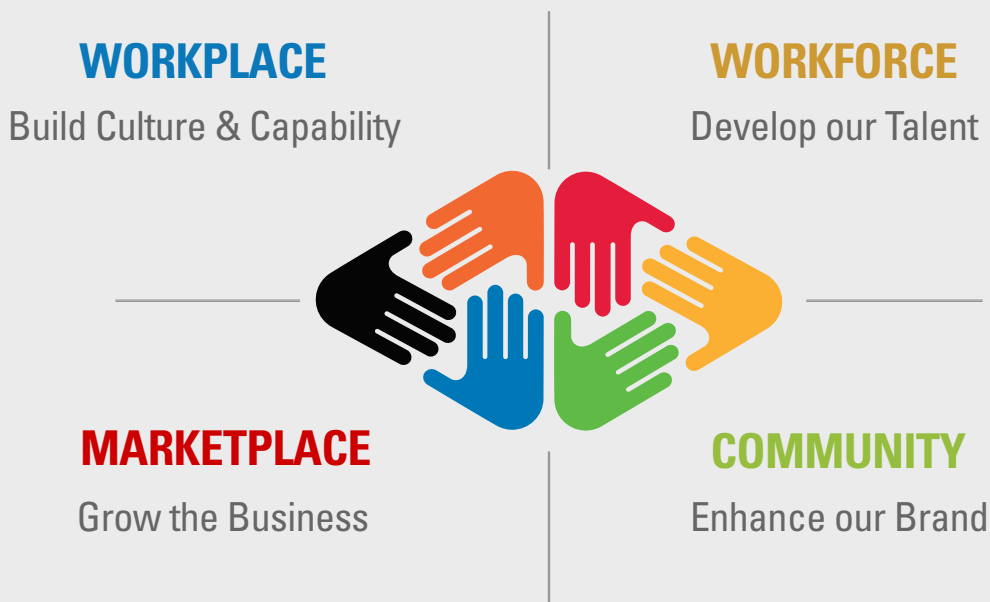 WORKPLACE
Build Culture & Capability
WORKFORCE
Develop our Talent
MARKETPLACE
Grow the Business
COMMUNITY
Enhance our Brand